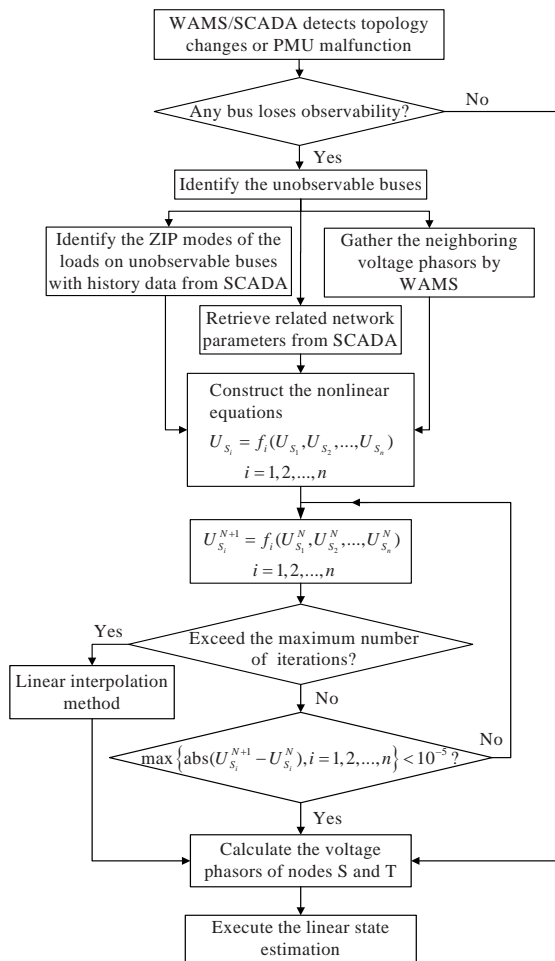 WAMS/SCADA detects topology
changes or PMU malfunction
Any bus loses observability?
No
Yes
Identify the unobservable buses
Identify the ZIP modes of the
loads on unobservable buses
with history data from SCADA
Gather the neighboring
voltage phasors by
WAMS
Retrieve related network
parameters from SCADA
Construct the nonlinear
equations
U_{S_i} = f_i(U_{S_1},U_{S_2},...,U_{S_n})
i = 1,2,...,n
U_{S_i}^{N+1} = f_i(U_{S_1}^N,U_{S_2}^N,...,U_{S_n}^N)
i = 1,2,...,n
Yes
Exceed the maximum number
of iterations?
Linear interpolation
method
No
max{abs(U_{S_i}^{N+1} − U_{S_i}^N),i = 1,2,...,n} < 10^{−5} ?
No
Yes
Calculate the voltage
phasors of nodes S and T
Execute the linear state
estimation